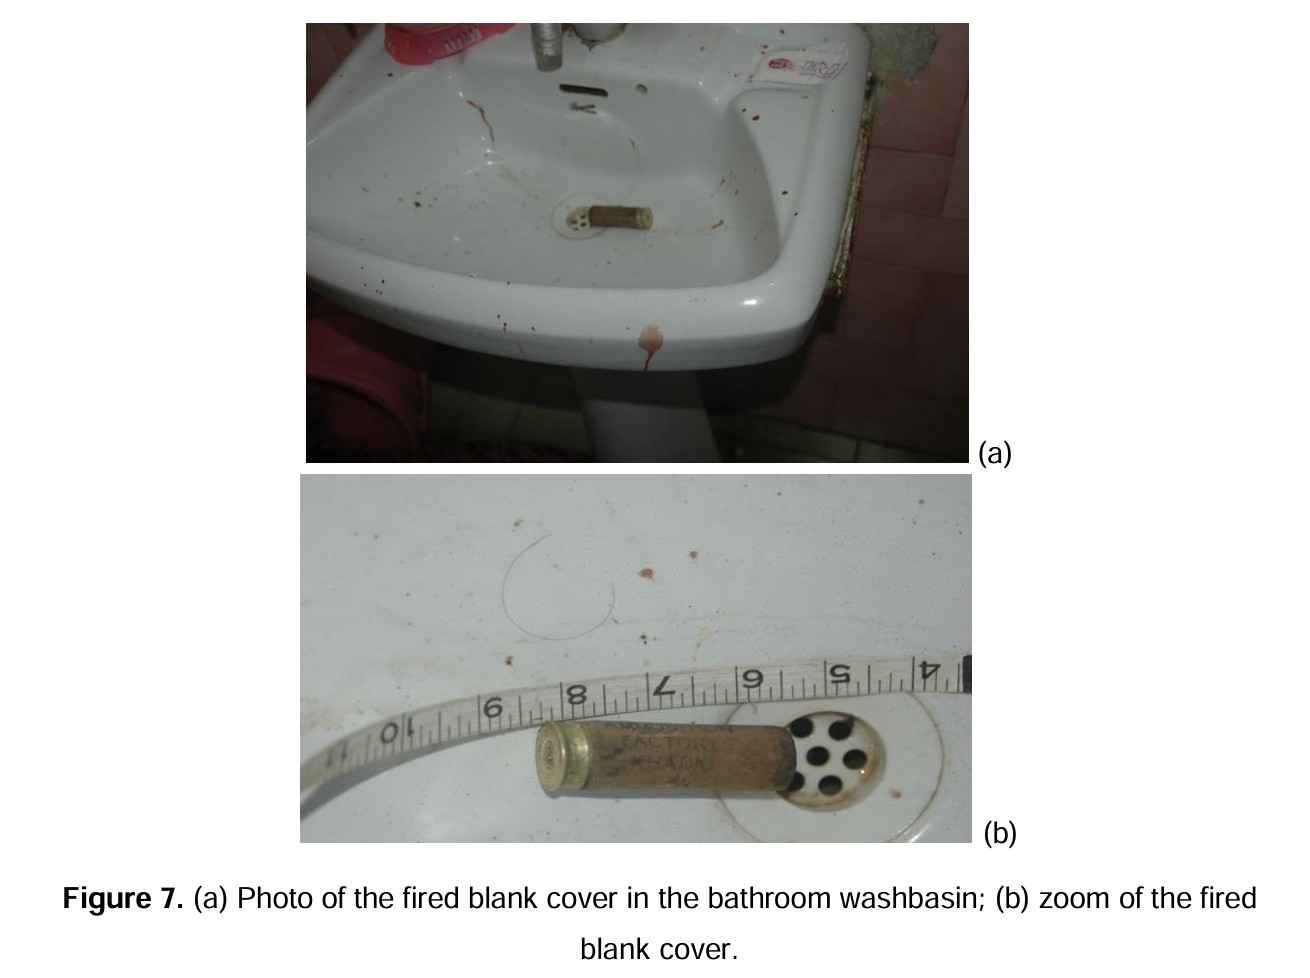 (a)
11 10 9 8 7 6 5 4
FACTORY
(b)
Figure 7. (a) Photo of the fired blank cover in the bathroom washbasin; (b) zoom of the fired
blank cover.